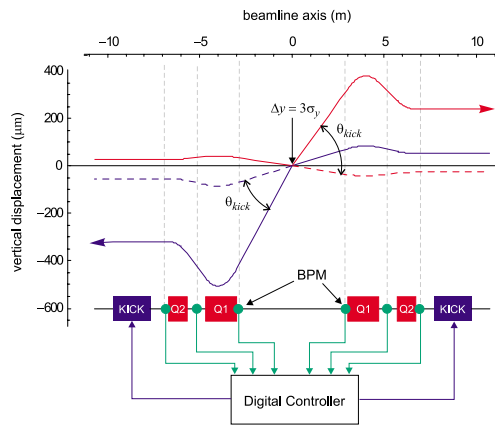 beamline axis (m)
−10 −5 0 5 10
400
200
0
−200
−400
−600
vertical displacement (μm)
Δy = 3σy
θkick
θkick
BPM
KICK Q2 Q1 Q1 Q2 KICK
Digital Controller